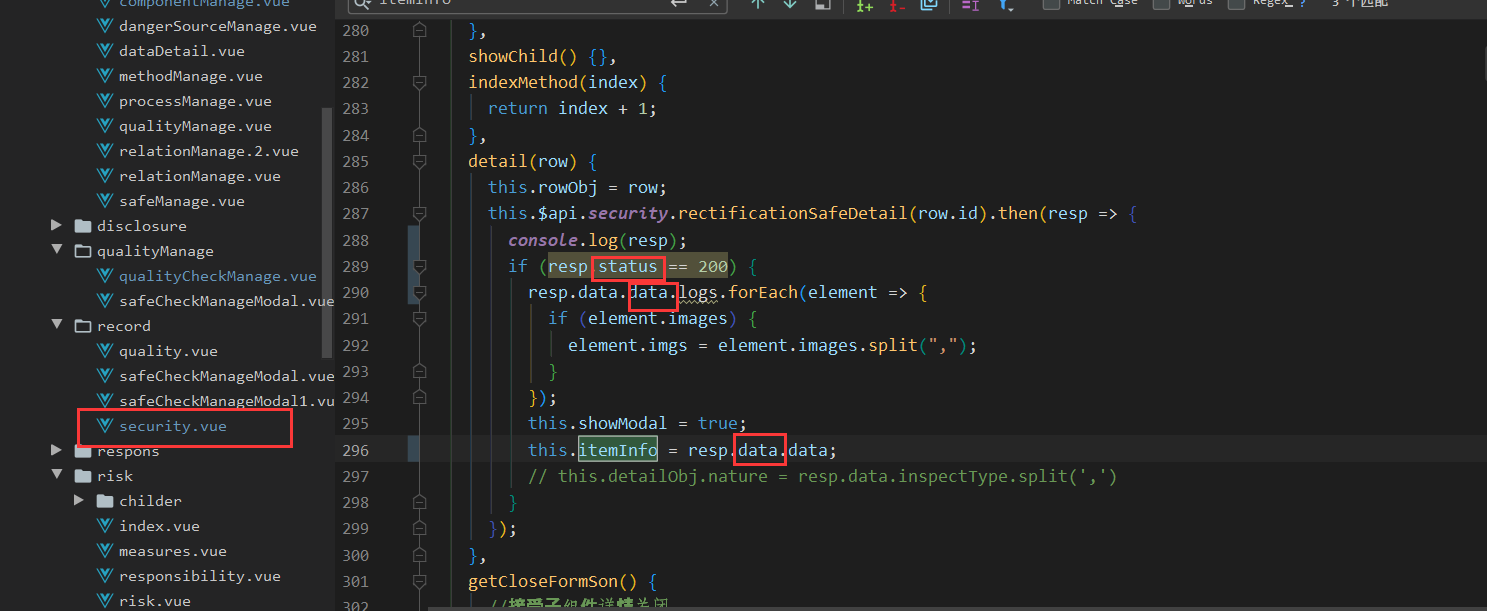 componentManage.vue
dangerSourceManage.vue
dataDetail.vue
methodManage.vue
processManage.vue
qualityManage.vue
relationManage.2.vue
relationManage.vue
safeManage.vue
disclosure
qualityManage
qualityCheckManage.vue
safeCheckManageModal.vue
record
quality.vue
safeCheckManageModal.vue
safeCheckManageModal1.vu
security.vue
respons
risk
childer
index.vue
measures.vue
responsibility.vue
risk.vue
itemInfo
Match Case
Words
Regex ?
3 个匹配
280 },
281 showChild() {},
282 indexMethod(index) {
283 return index + 1;
284 },
285 detail(row) {
286 this.rowObj = row;
287 this.$api.security.rectificationSafeDetail(row.id).then(resp => {
288 console.log(resp);
289 if (resp.status == 200) {
290 resp.data.data.logs.forEach(element => {
291 if (element.images) {
292 element.imgs = element.images.split(",");
293 }
294 });
295 this.showModal = true;
296 this.itemInfo = resp.data.data;
297 // this.detailObj.nature = resp.data.inspectType.split(',')
298 }
299 });
300 },
301 getCloseFormSon() {
302 //接受子组件详情关闭